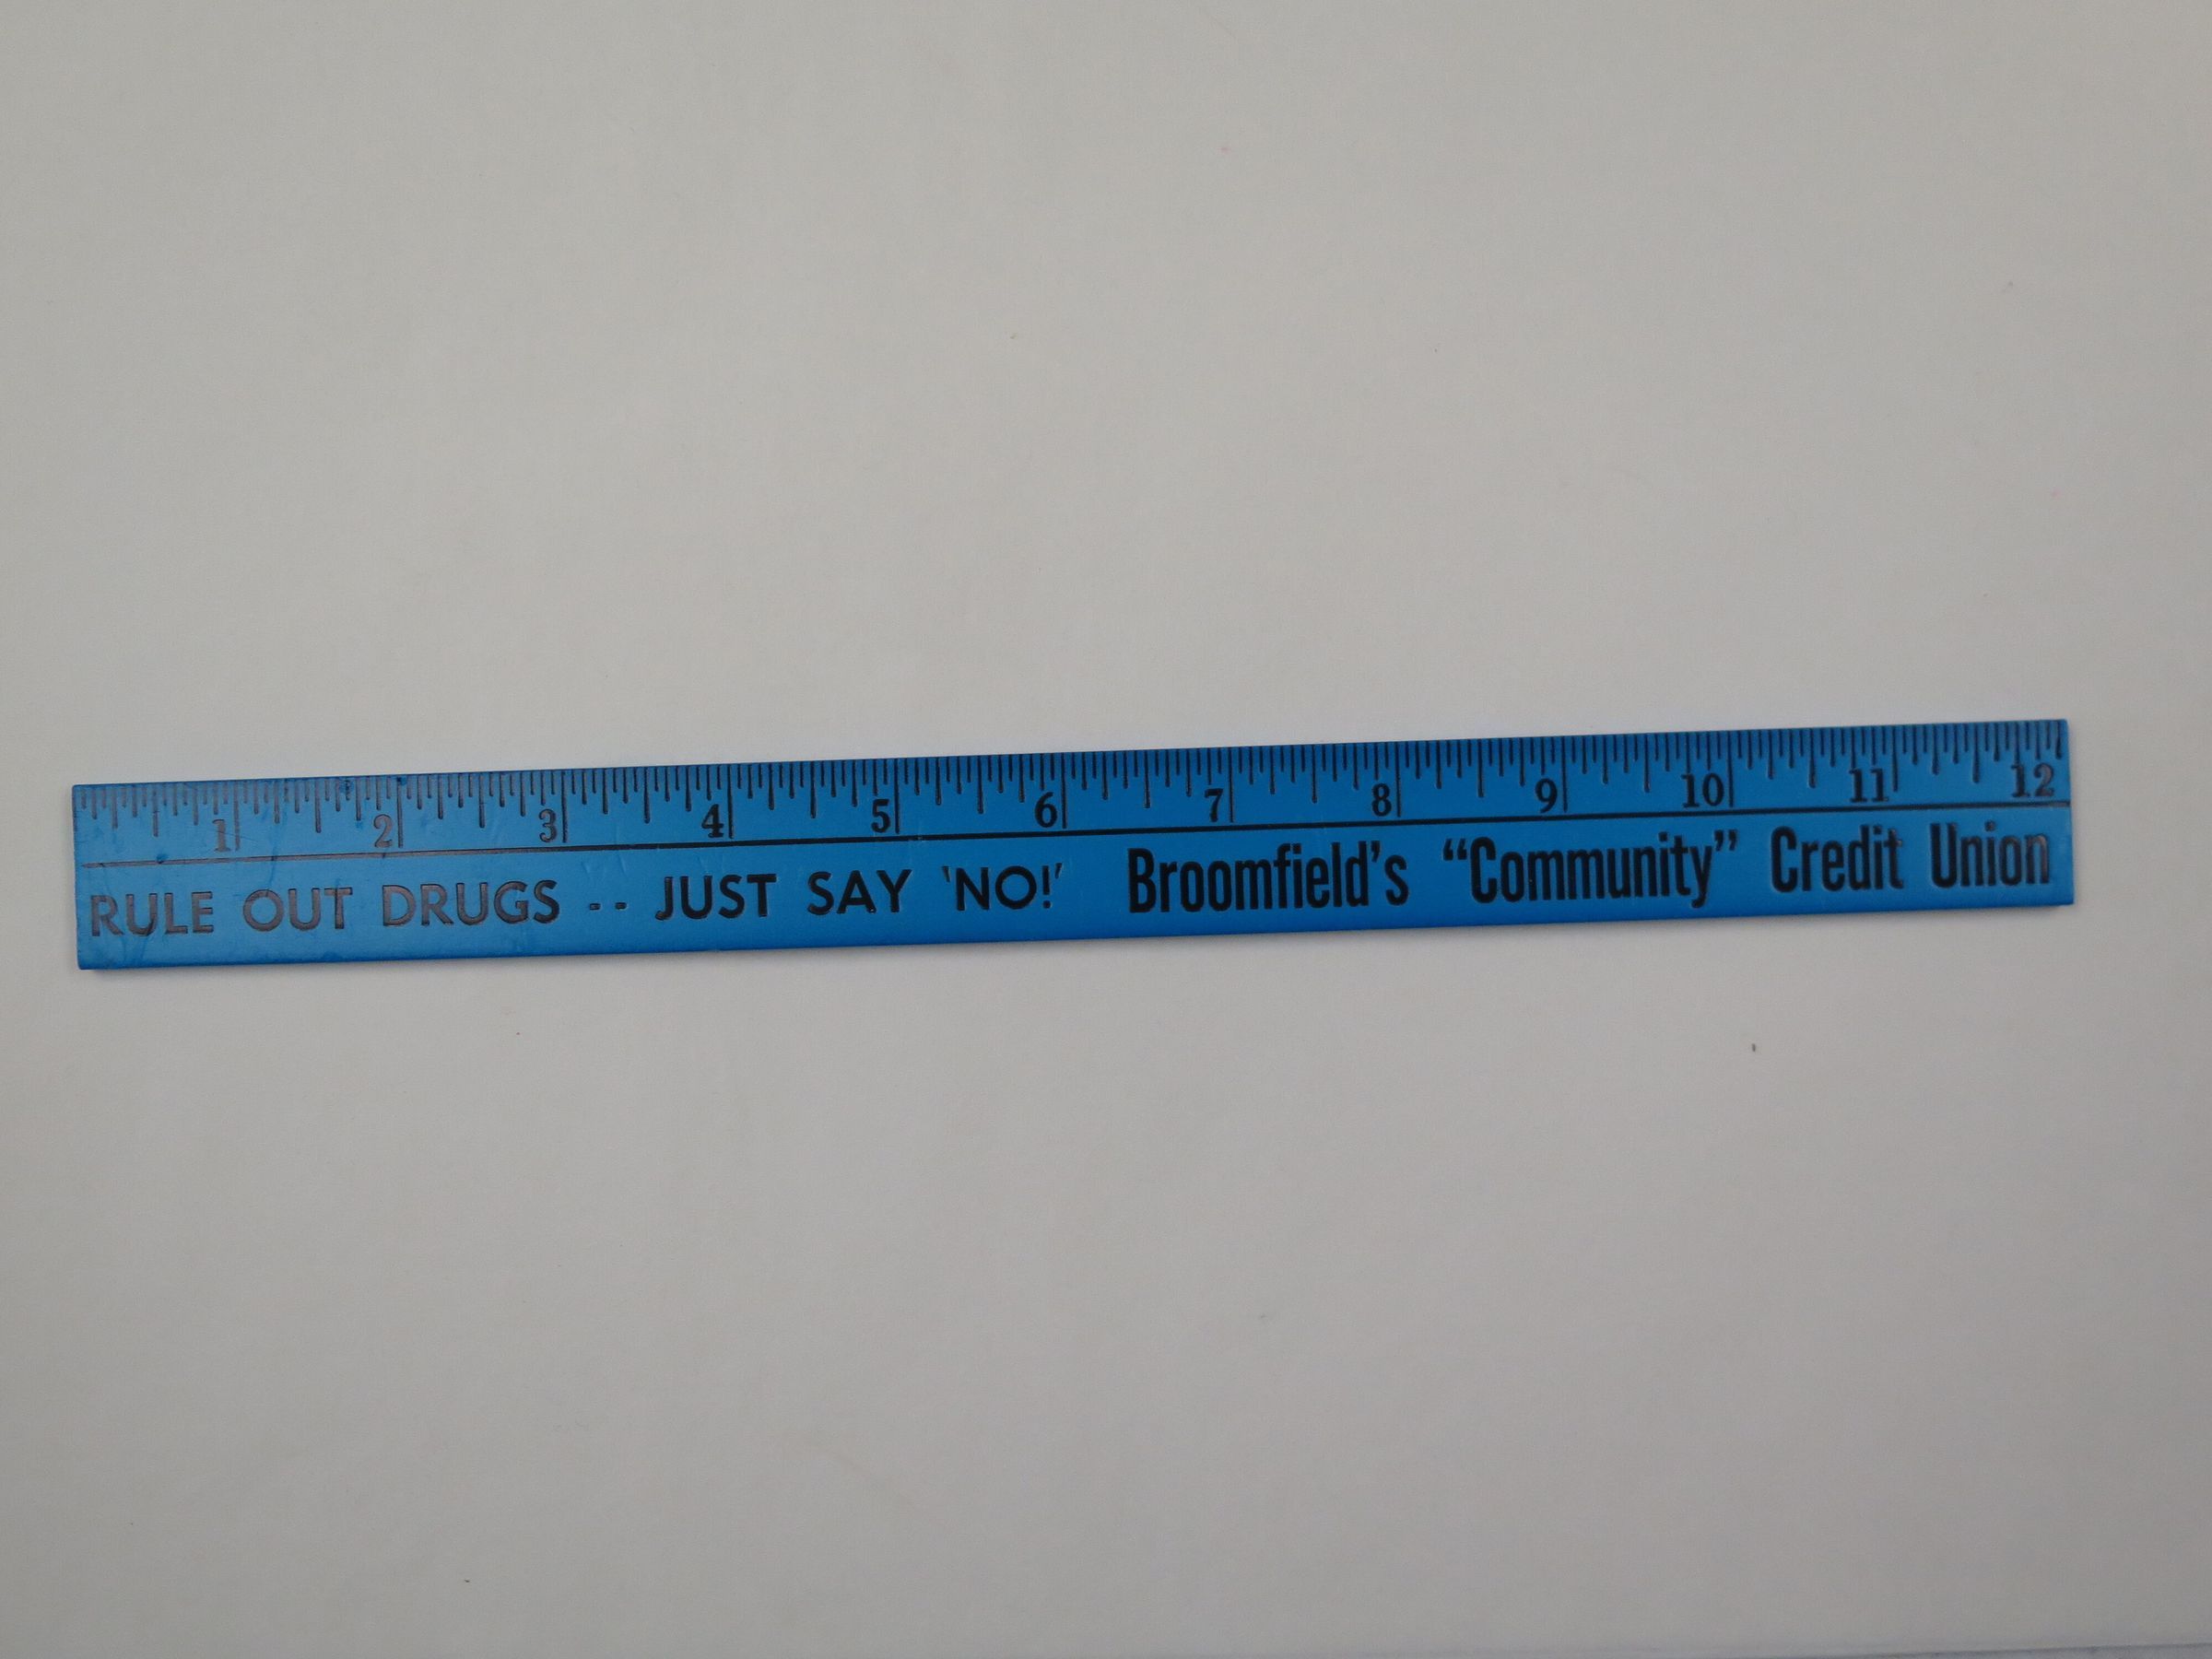 1 2 3 4 5 6 7 8 9 10 11 12
RULE OUT DRUGS -- JUST SAY 'NO!' Broomfield's “Community” Credit Union